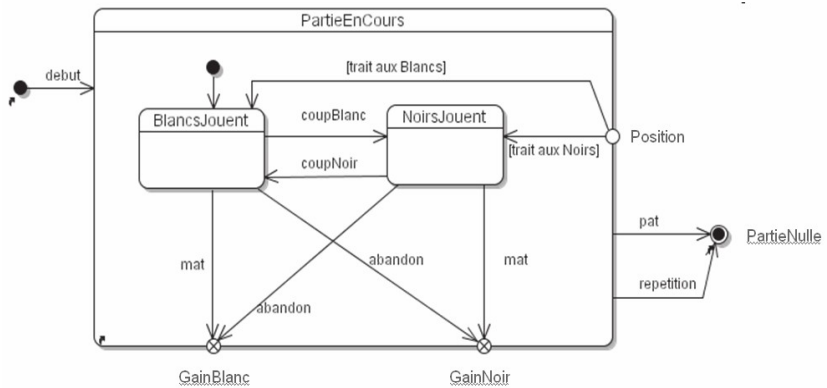 PartieEnCours
debut
[trait aux Blancs]
BlancsJouent
coupBlanc
NoirsJouent
Position
[trait aux Noirs]
coupNoir
pat
PartieNulle
mat
abandon
mat
repetition
abandon
GainBlanc
GainNoir